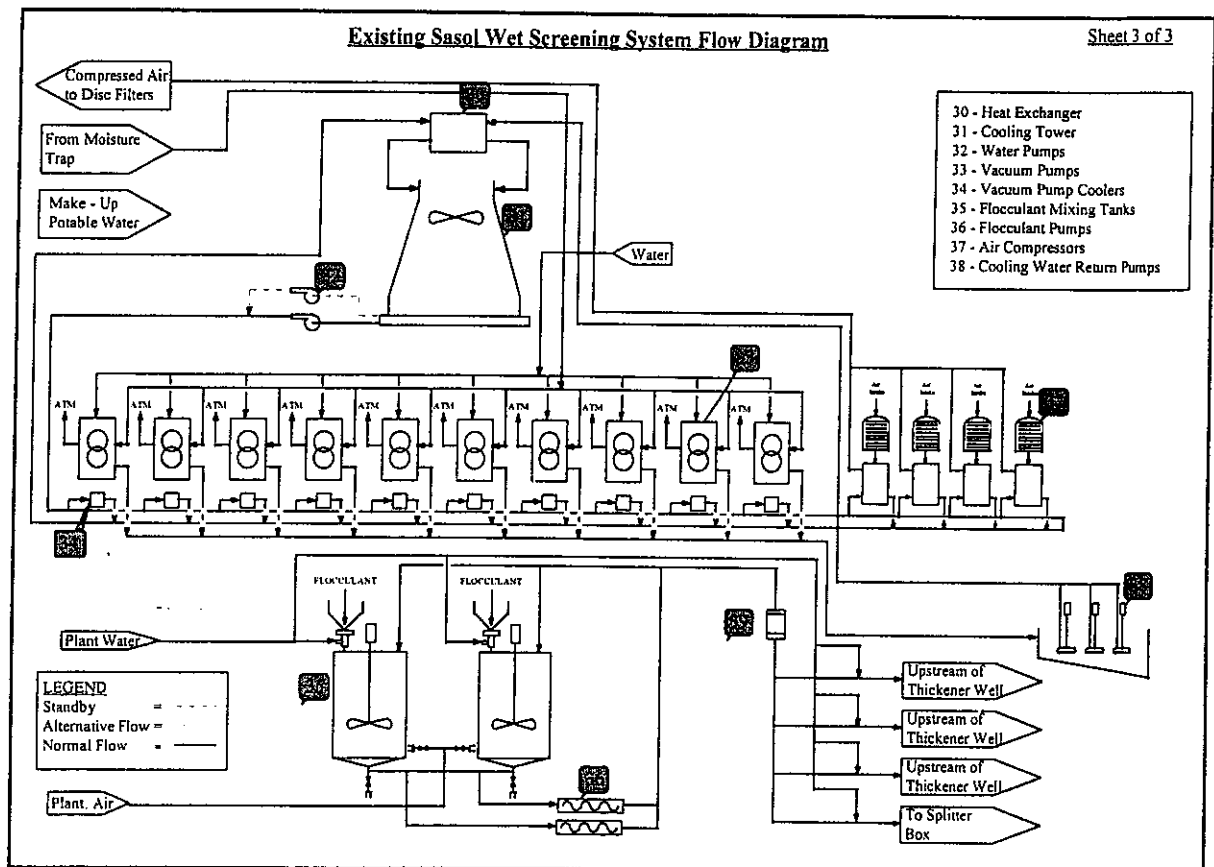 Existing Sasol Wet Screening System Flow Diagram
Sheet 3 of 3
Compressed Air
to Disc Filters
From Moisture
Trap
Make - Up
Potable Water
30 - Heat Exchanger
31 - Cooling Tower
32 - Water Pumps
33 - Vacuum Pumps
34 - Vacuum Pump Coolers
35 - Flocculant Mixing Tanks
36 - Flocculant Pumps
37 - Air Compressors
38 - Cooling Water Return Pumps
Water
ATM
ATM
ATM
ATM
ATM
ATM
ATM
ATM
ATM
Air
Air
Air
Air
FLOCCULANT
FLOCCULANT
Plant Water
LEGEND
Standby = - - - -
Alternative Flow =
Normal Flow =
Plant. Air
Upstream of
Thickener Well
Upstream of
Thickener Well
Upstream of
Thickener Well
To Splitter
Box